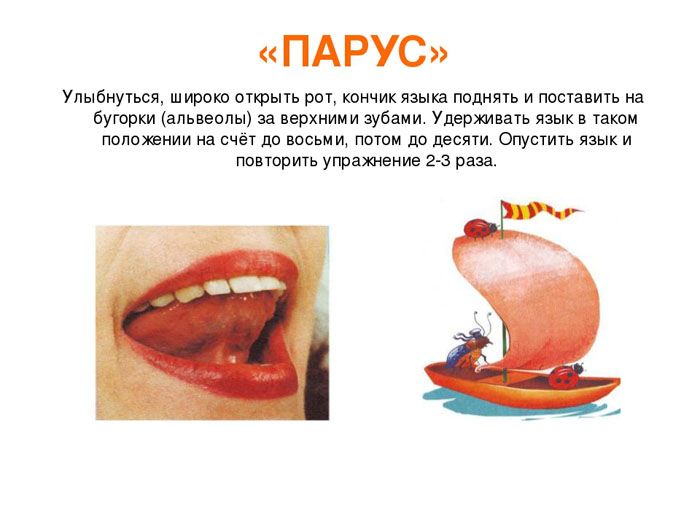 «ПАРУС»
Улыбнуться, широко открыть рот, кончик языка поднять и поставить на
бугорки (альвеолы) за верхними зубами. Удерживать язык в таком
положении на счёт до восьми, потом до десяти. Опустить язык и
повторить упражнение 2-3 раза.